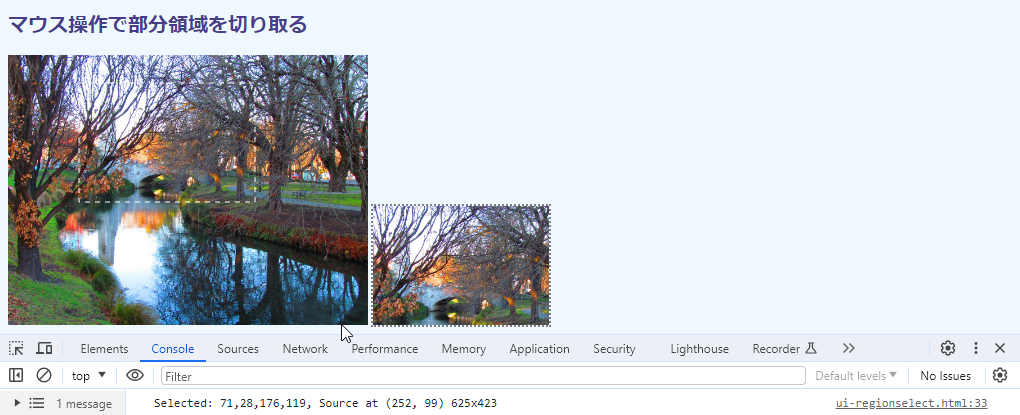 マウス操作で部分領域を切り取る
Elements Console Sources Network Performance Memory Application Security Lighthouse Recorder
top Filter Default levels No Issues
1 message Selected: 71,28,176,119, Source at (252, 99) 625x423 ui-regionselect.html:33